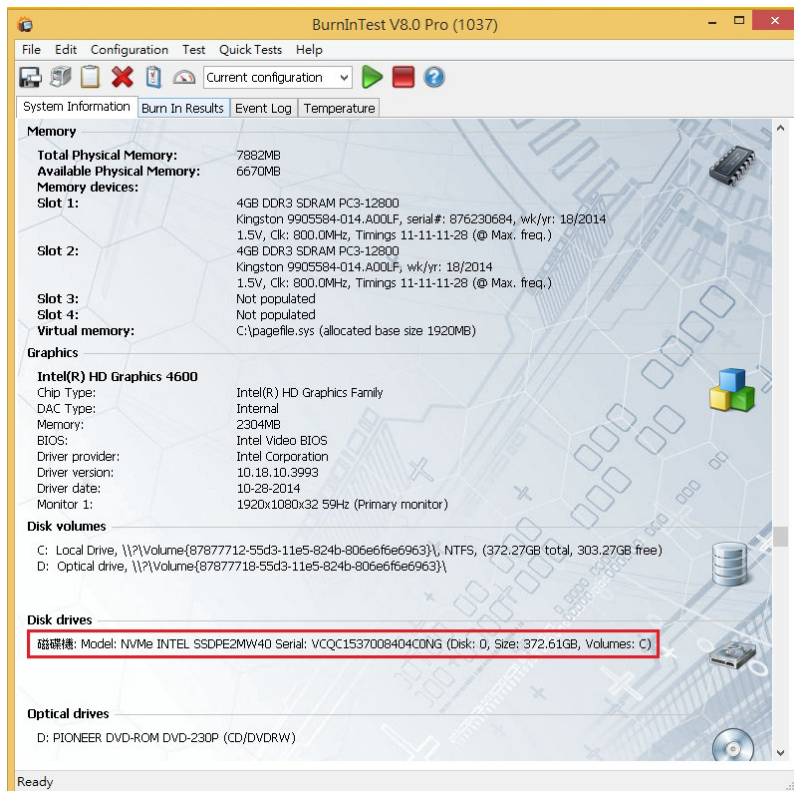 BurnInTest V8.0 Pro (1037)
File Edit Configuration Test Quick Tests Help
Current configuration
System Information Burn In Results Event Log Temperature
Memory
Total Physical Memory: 7882MB
Available Physical Memory: 6670MB
Memory devices:
Slot 1: 4GB DDR3 SDRAM PC3-12800
Kingston 9905584-014.A00LF, serial#: 876230684, wk/yr: 18/2014
1.5V, Clk: 800.0MHz, Timings 11-11-11-28 (@ Max. freq.)
Slot 2: 4GB DDR3 SDRAM PC3-12800
Kingston 9905584-014.A00LF, wk/yr: 18/2014
1.5V, Clk: 800.0MHz, Timings 11-11-11-28 (@ Max. freq.)
Slot 3: Not populated
Slot 4: Not populated
Virtual memory: C:\pagefile.sys (allocated base size 1920MB)
Graphics
Intel(R) HD Graphics 4600
Chip Type: Intel(R) HD Graphics Family
DAC Type: Internal
Memory: 2304MB
BIOS: Intel Video BIOS
Driver provider: Intel Corporation
Driver version: 10.18.10.3993
Driver date: 10-28-2014
Monitor 1: 1920x1080x32 59Hz (Primary monitor)
Disk volumes
C: Local Drive, \\?\Volume{87877712-55d3-11e5-824b-806e6f6e6963}\, NTFS, (372.27GB total, 303.27GB free)
D: Optical drive, \\?\Volume{87877718-55d3-11e5-824b-806e6f6e6963}\
Disk drives
磁碟機: Model: NVMe INTEL SSDPE2MW40 Serial: VCQC1537008404C0NG (Disk: 0, Size: 372.61GB, Volumes: C)
Optical drives
D: PIONEER DVD-ROM DVD-230P (CD/DVDRW)
Ready